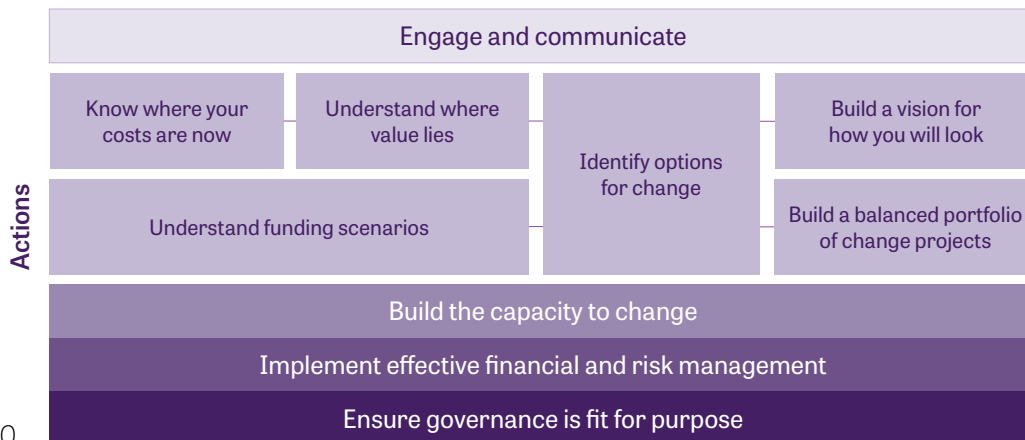 Engage and communicate
Know where your
costs are now
Understand where
value lies
Identify options
for change
Build a vision for
how you will look
Actions
Understand funding scenarios
Build a balanced portfolio
of change projects
Build the capacity to change
Implement effective financial and risk management
Ensure governance is fit for purpose